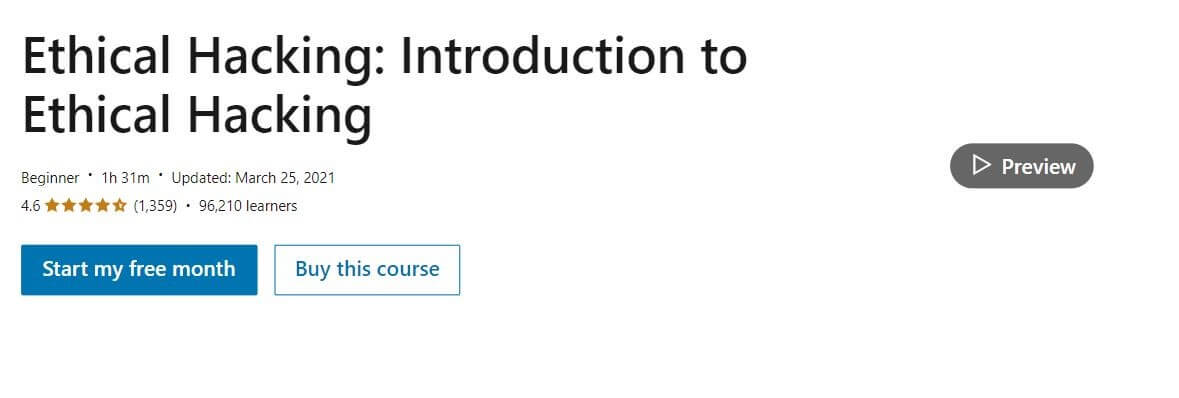 Ethical Hacking: Introduction to
Ethical Hacking
Beginner • 1h 31m • Updated: March 25, 2021
4.6 ★★★★⯪ (1,359) • 96,210 learners
Start my free month
Buy this course
Preview